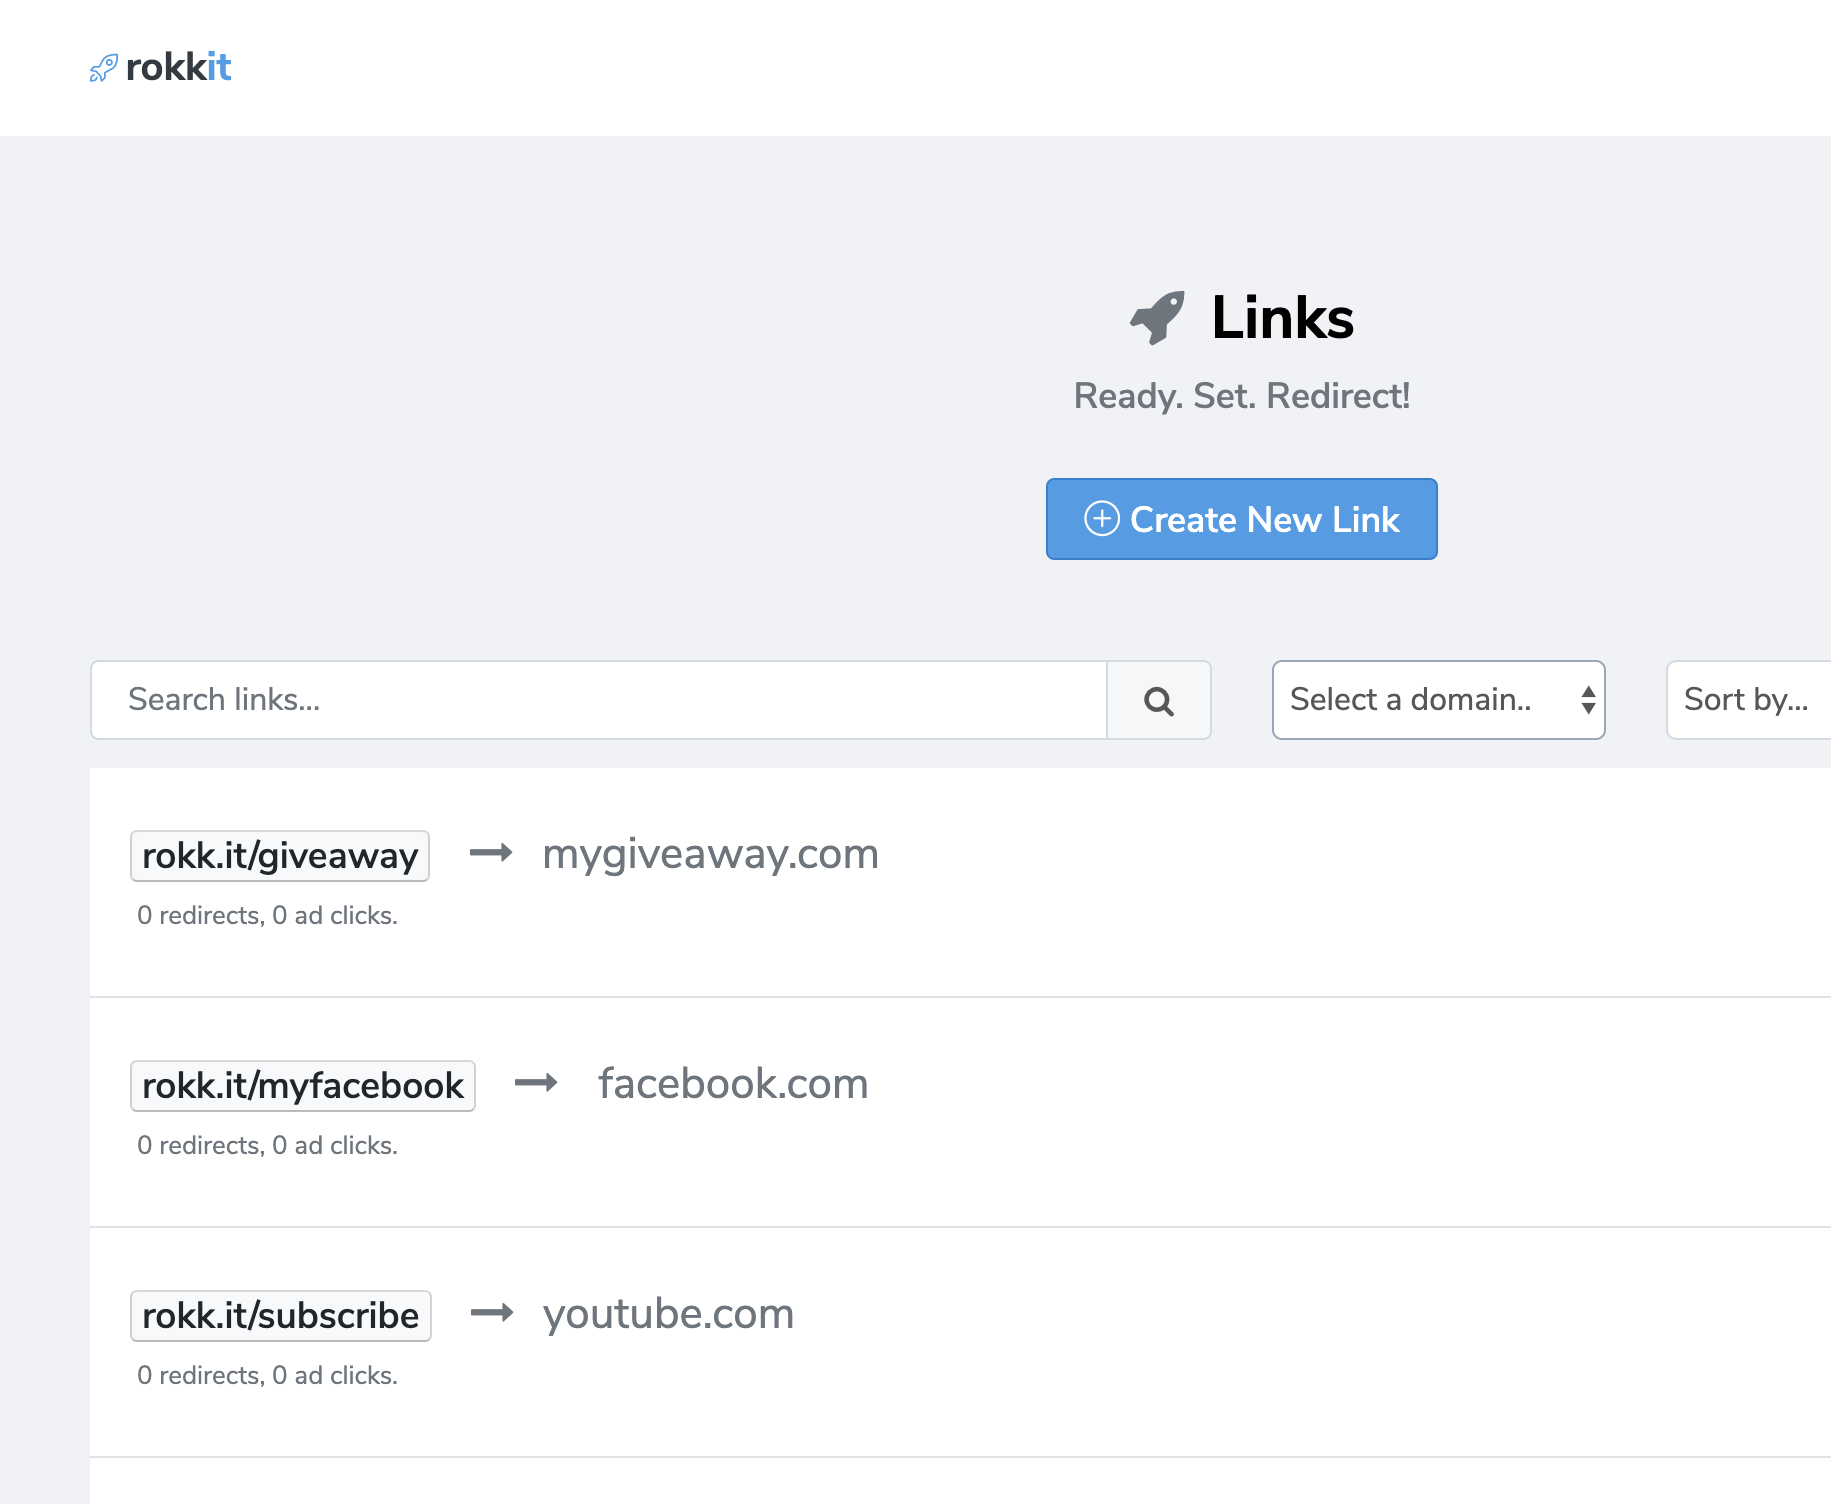 rokkit
Links
Ready. Set. Redirect!
Create New Link
Search links...
Select a domain..
Sort by...
rokk.it/giveaway
mygiveaway.com
0 redirects, 0 ad clicks.
rokk.it/myfacebook
facebook.com
0 redirects, 0 ad clicks.
rokk.it/subscribe
youtube.com
0 redirects, 0 ad clicks.